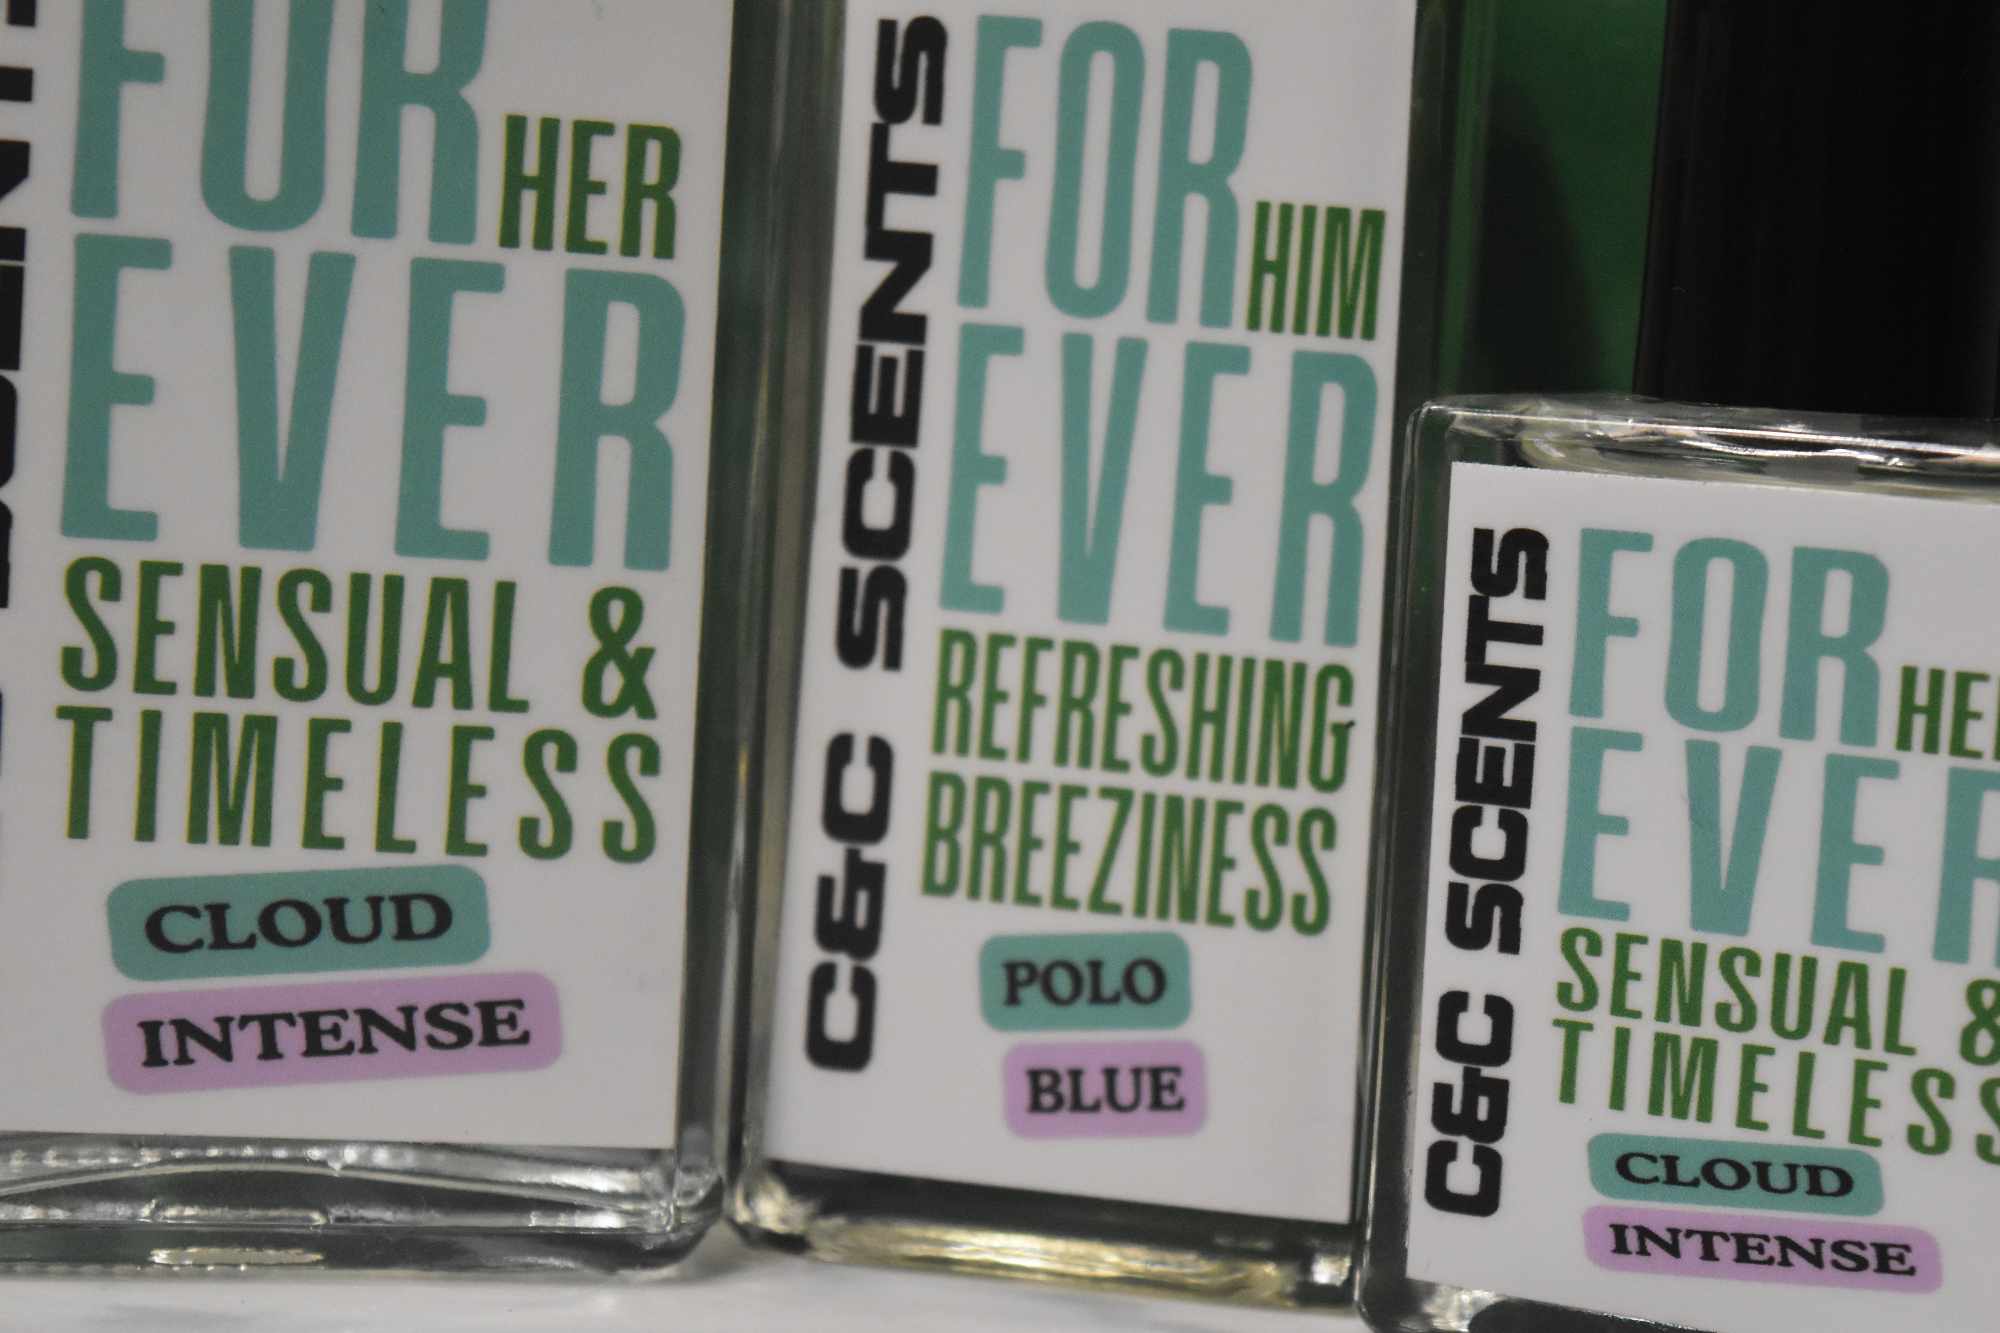 FOR HER
EVER
SENSUAL &
TIMELESS
CLOUD
INTENSE
C&C SCENTS
FOR HIM
EVER
REFRESHING
BREEZINESS
POLO
BLUE
C&C SCENTS
FOR HE
EVER
SENSUAL &
TIMELESS
CLOUD
INTENSE